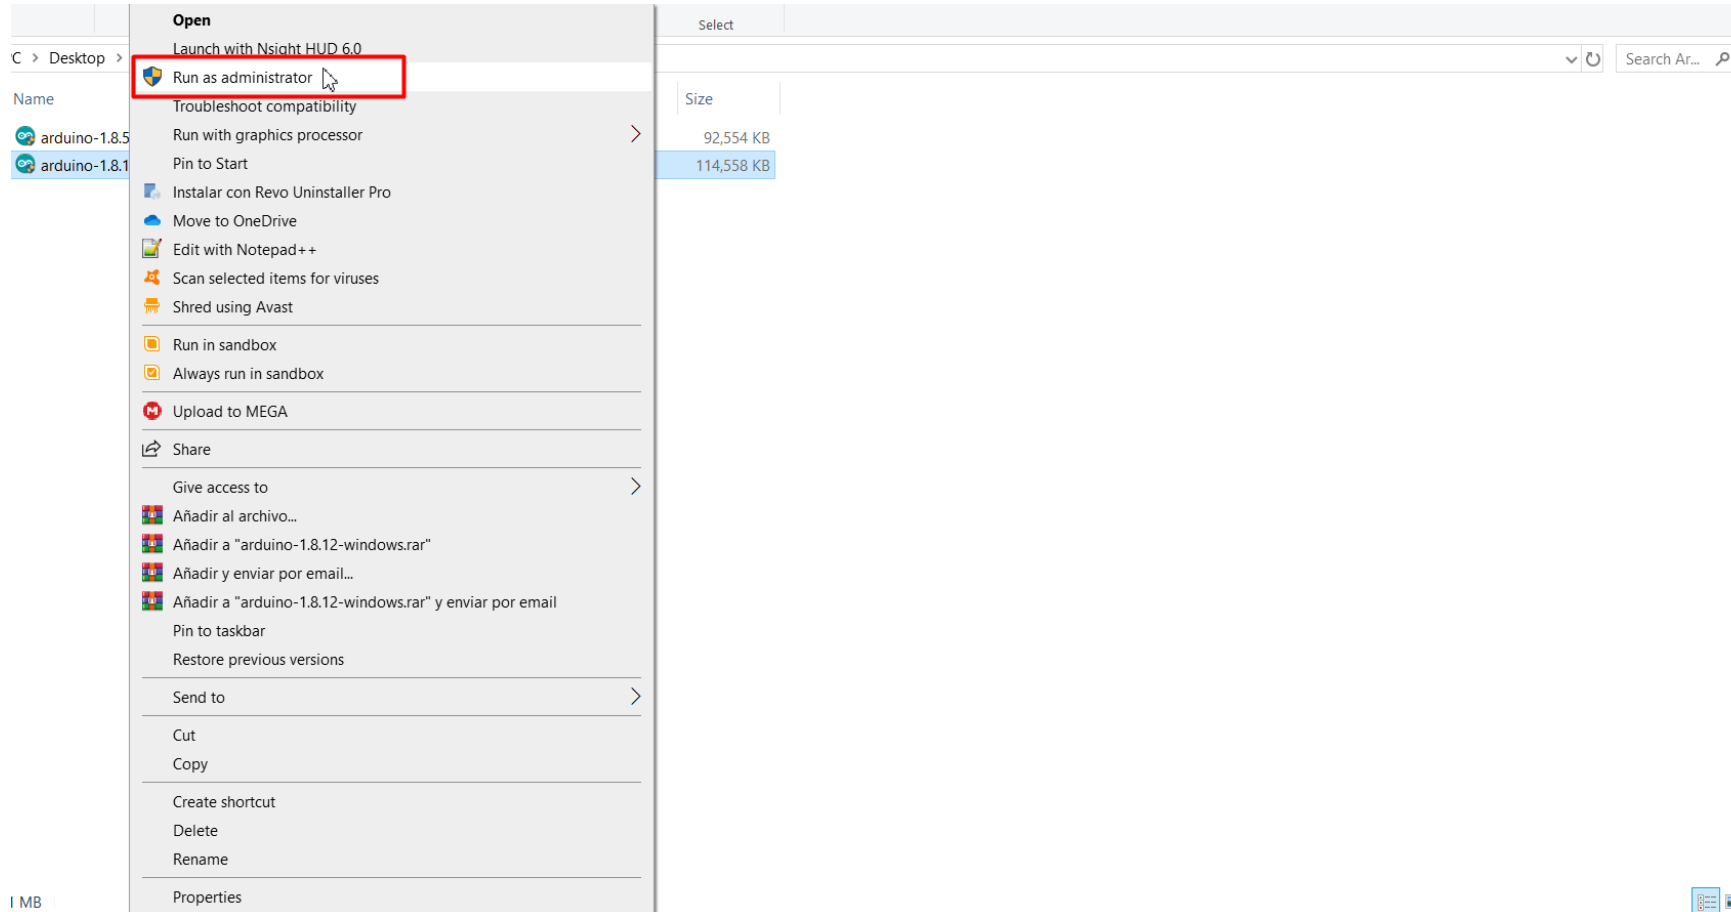 Select
Desktop
Search Ar...
Name
Size
arduino-1.8.5
92,554 KB
arduino-1.8.1
114,558 KB
Open
Launch with Nsight HUD 6.0
Run as administrator
Troubleshoot compatibility
Run with graphics processor
Pin to Start
Instalar con Revo Uninstaller Pro
Move to OneDrive
Edit with Notepad++
Scan selected items for viruses
Shred using Avast
Run in sandbox
Always run in sandbox
Upload to MEGA
Share
Give access to
Añadir al archivo...
Añadir a "arduino-1.8.12-windows.rar"
Añadir y enviar por email...
Añadir a "arduino-1.8.12-windows.rar" y enviar por email
Pin to taskbar
Restore previous versions
Send to
Cut
Copy
Create shortcut
Delete
Rename
Properties
MB